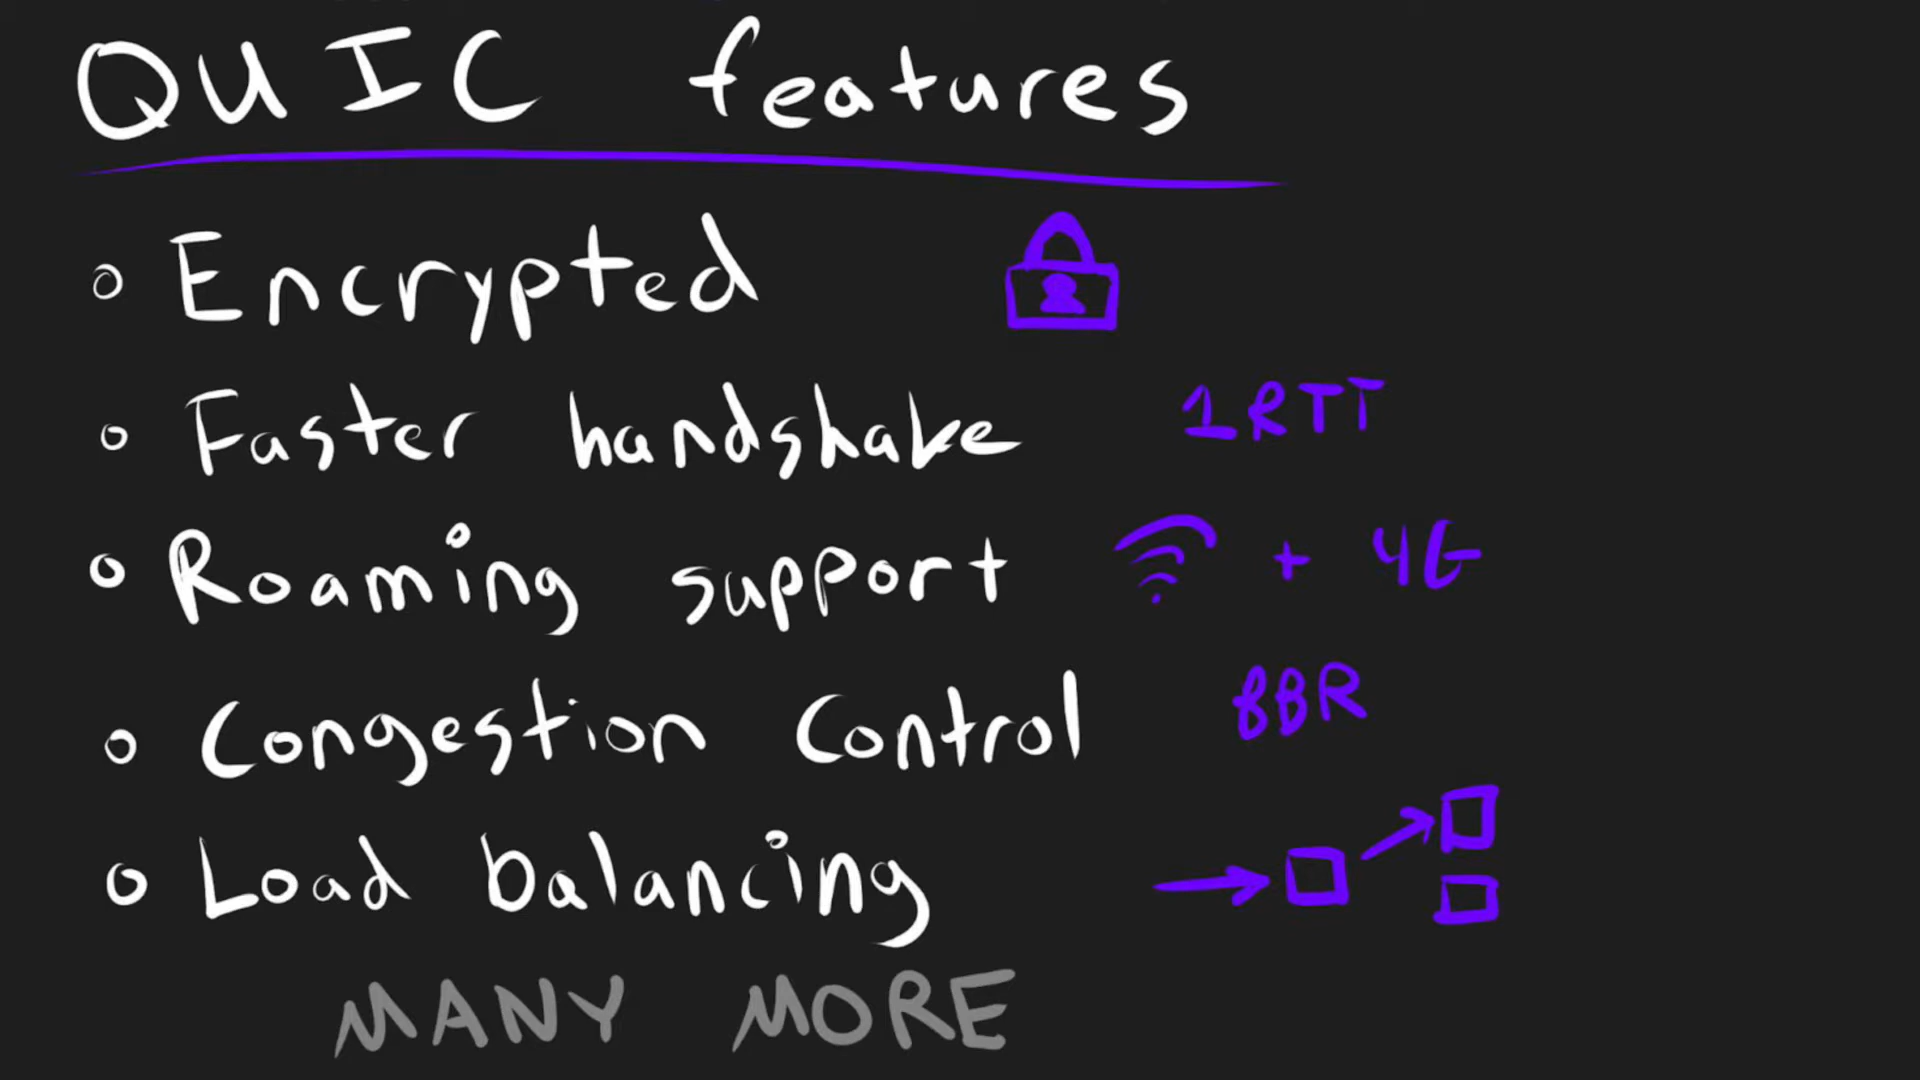 QUIC features
Encrypted
Faster handshake 1RTT
Roaming support + 4G
Congestion Control BBR
Load balancing
MANY MORE